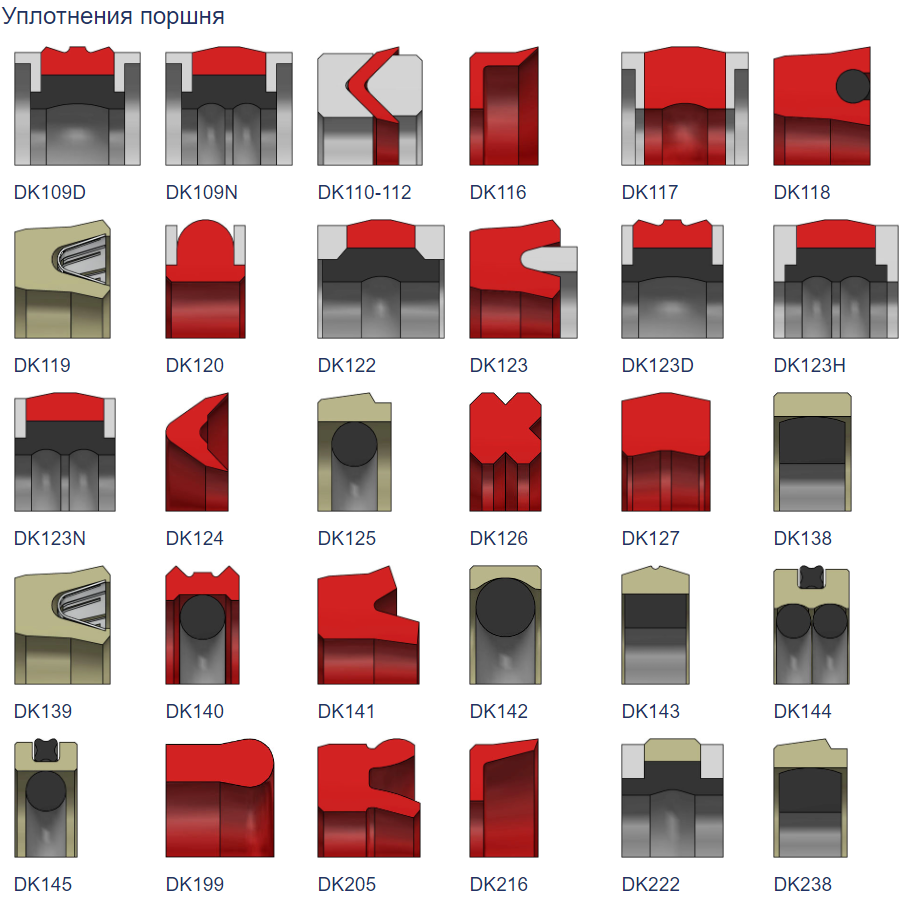 Уплотнения поршня
DK109D DK109N DK110-112 DK116 DK117 DK118
DK119 DK120 DK122 DK123 DK123D DK123H
DK123N DK124 DK125 DK126 DK127 DK138
DK139 DK140 DK141 DK142 DK143 DK144
DK145 DK199 DK205 DK216 DK222 DK238